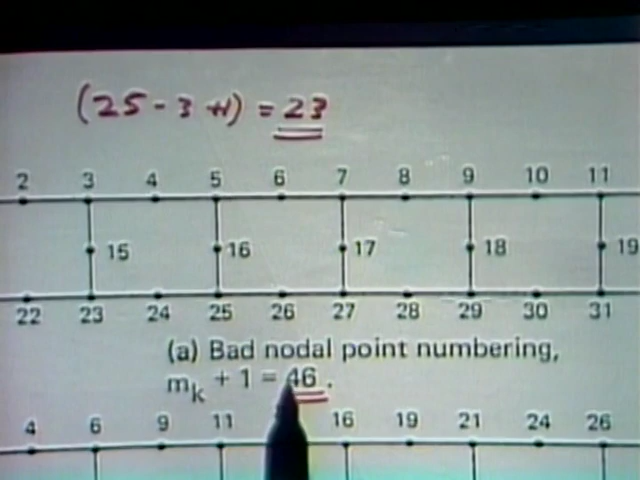 (25 - 3 + 1) = 23
2 3 4 5 6 7 8 9 10 11
15 16 17 18 19
22 23 24 25 26 27 28 29 30 31
(a) Bad nodal point numbering,
mk + 1 = 46.
4 6 9 11 16 19 21 24 26